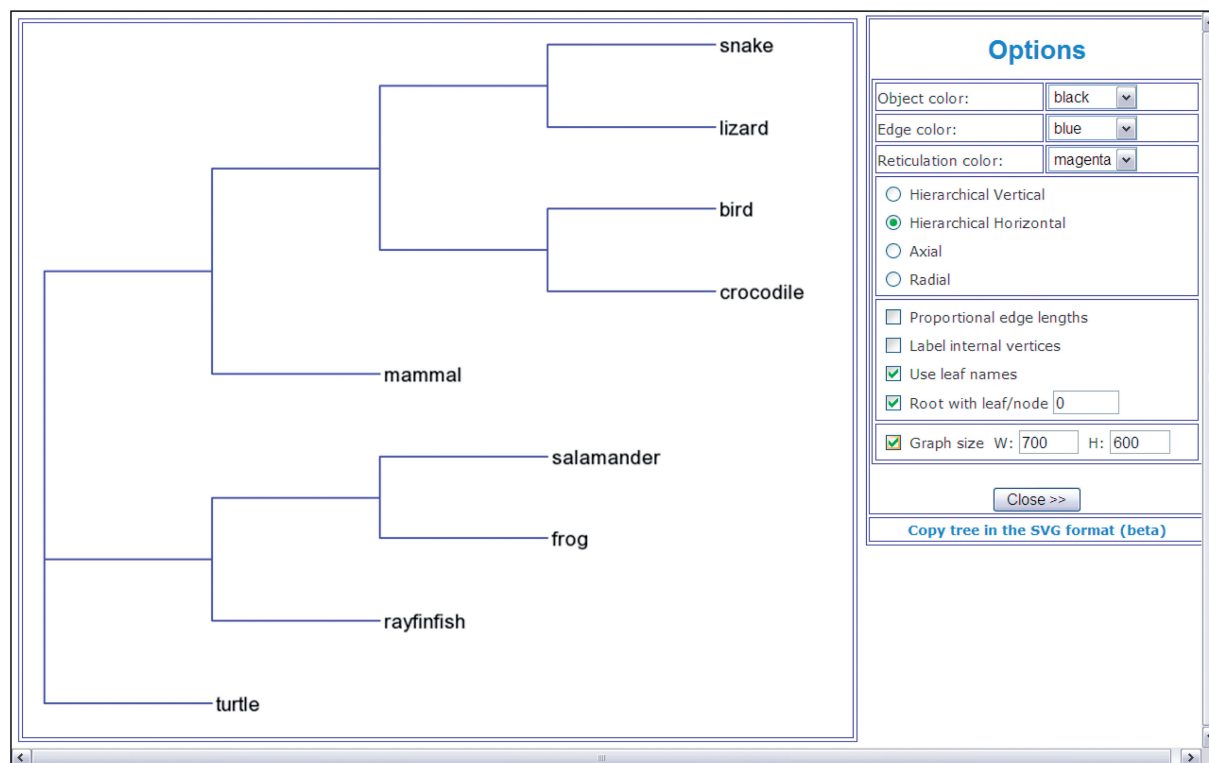 snake
lizard
bird
crocodile
mammal
salamander
frog
rayfinfish
turtle
Options
Object color: black
Edge color: blue
Reticulation color: magenta
Hierarchical Vertical
Hierarchical Horizontal
Axial
Radial
Proportional edge lengths
Label internal vertices
Use leaf names
Root with leaf/node 0
Graph size W: 700 H: 600
Close >>
Copy tree in the SVG format (beta)